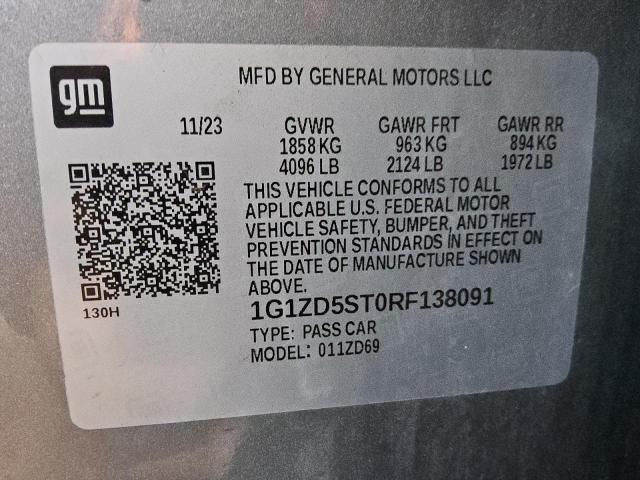 gm
MFD BY GENERAL MOTORS LLC
11/23 GVWR GAWR FRT GAWR RR
1858 KG 963 KG 894 KG
4096 LB 2124 LB 1972 LB
THIS VEHICLE CONFORMS TO ALL
APPLICABLE U.S. FEDERAL MOTOR
VEHICLE SAFETY, BUMPER, AND THEFT
PREVENTION STANDARDS IN EFFECT ON
THE DATE OF MANUFACTURE SHOWN
ABOVE.
130H
1G1ZD5ST0RF138091
TYPE: PASS CAR
MODEL: 011ZD69